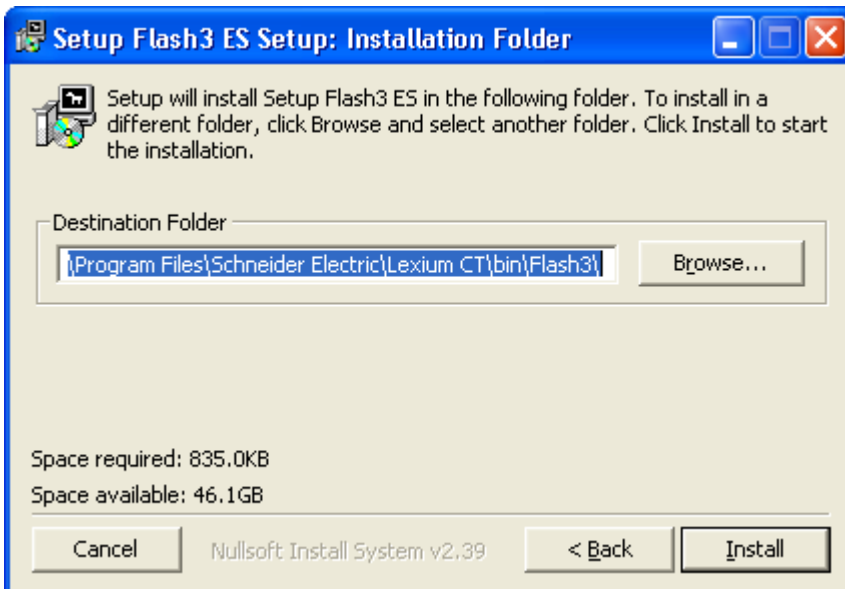 Setup Flash3 ES Setup: Installation Folder
Setup will install Setup Flash3 ES in the following folder. To install in a
different folder, click Browse and select another folder. Click Install to start
the installation.
Destination Folder
\Program Files\Schneider Electric\Lexium CT\bin\Flash3\
Browse...
Space required: 835.0KB
Space available: 46.1GB
Cancel
Nullsoft Install System v2.39
< Back
Install